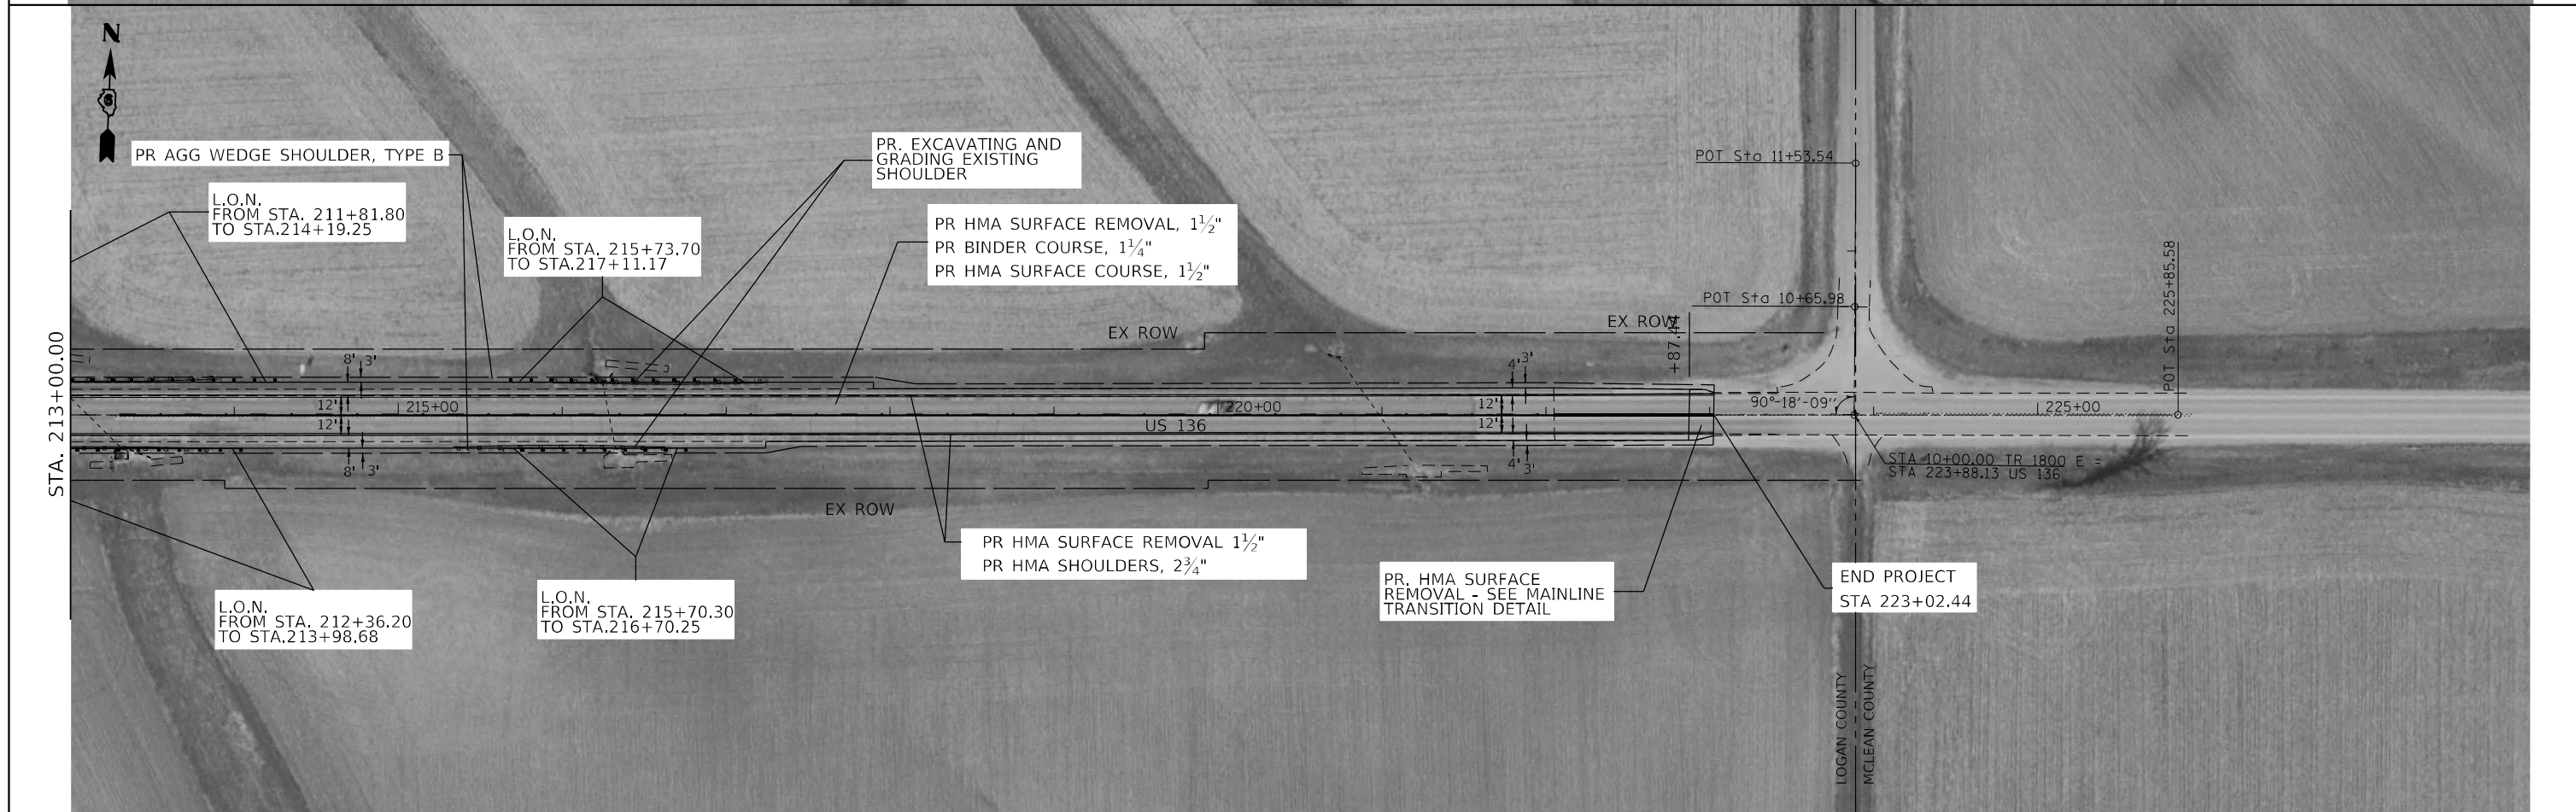 N
6
PR AGG WEDGE SHOULDER, TYPE B
L.O.N.
FROM STA. 211+81.80
TO STA.214+19.25
L.O.N.
FROM STA. 215+73.70
TO STA.217+11.17
PR. EXCAVATING AND
GRADING EXISTING
SHOULDER
PR HMA SURFACE REMOVAL, 1½"
PR BINDER COURSE, 1¼"
PR HMA SURFACE COURSE, 1½"
POT Sta 11+53.54
POT Sta 10+65.98
POT Sta 225+85.58
EX ROW
EX ROW
+87.44
STA. 213+00.00
8' 3'
12'
12'
8' 3'
215+00
220+00
US 136
4' 3'
12'
12'
4' 3'
90°-18'-09''
225+00
STA 10+00.00 TR 1800 E =
STA 223+88.13 US 136
EX ROW
PR HMA SURFACE REMOVAL 1½"
PR HMA SHOULDERS, 2¾"
L.O.N.
FROM STA. 212+36.20
TO STA.213+98.68
L.O.N.
FROM STA. 215+70.30
TO STA.216+70.25
PR. HMA SURFACE
REMOVAL - SEE MAINLINE
TRANSITION DETAIL
END PROJECT
STA 223+02.44
LOGAN COUNTY
MCLEAN COUNTY